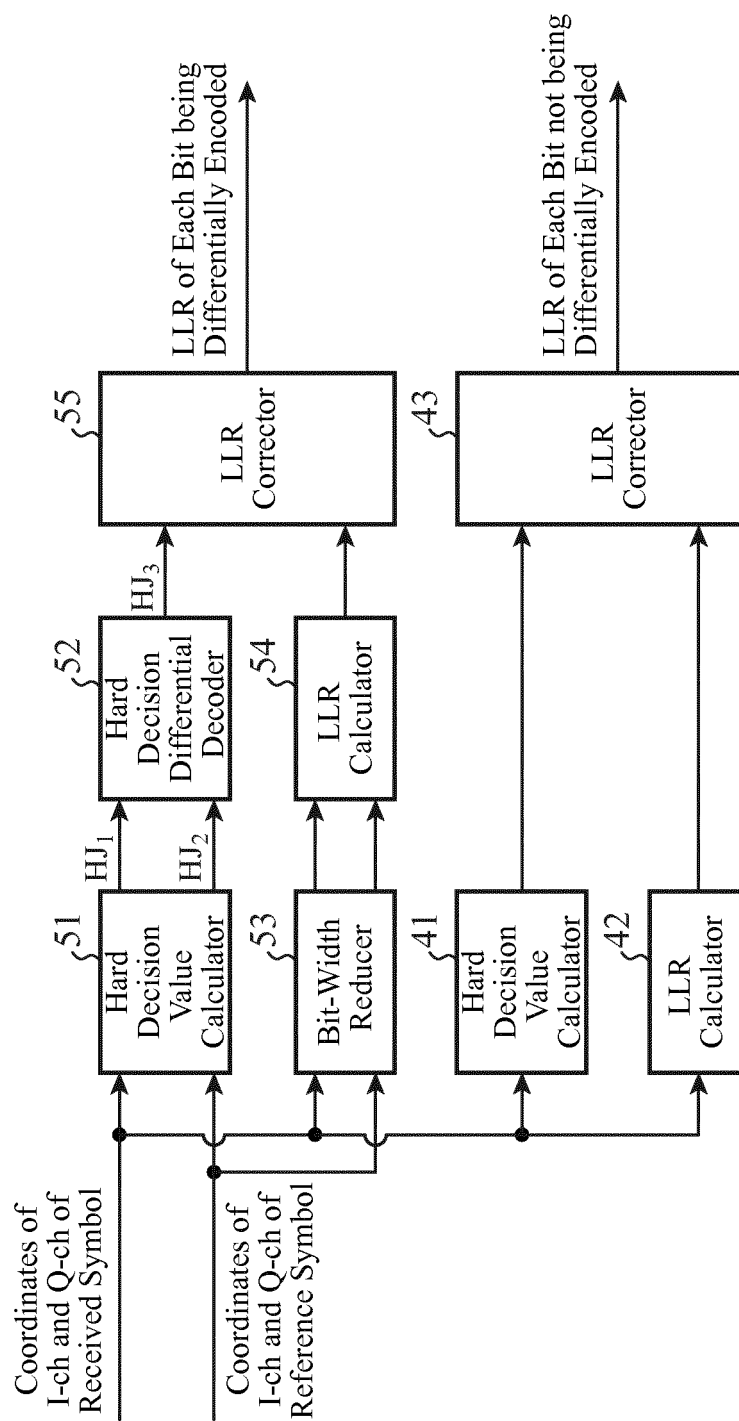 Coordinates of
I-ch and Q-ch of
Received Symbol
Coordinates of
I-ch and Q-ch of
Reference Symbol
51
Hard
Decision
Value
Calculator
HJ1
HJ2
52
Hard
Decision
Differential
Decoder
HJ3
53
Bit-Width
Reducer
54
LLR
Calculator
55
LLR
Corrector
LLR of Each Bit being
Differentially Encoded
41
Hard
Decision
Value
Calculator
42
LLR
Calculator
43
LLR
Corrector
LLR of Each Bit not being
Differentially Encoded